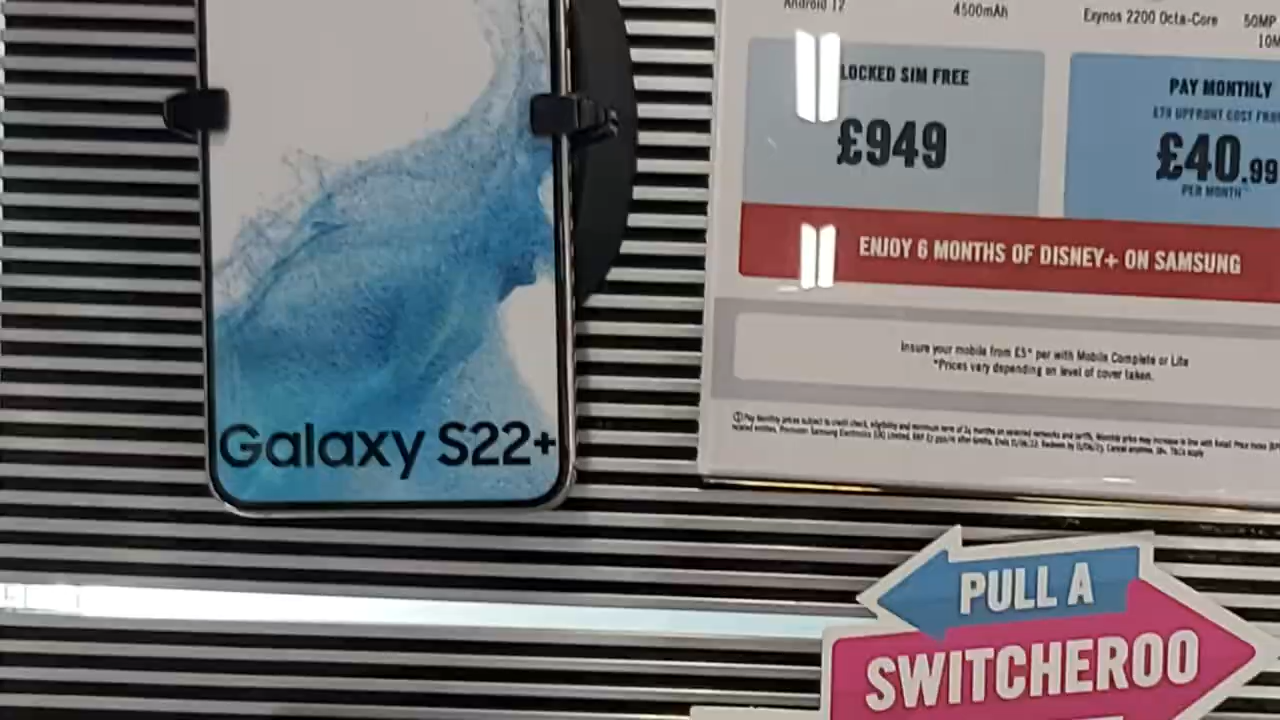 Android 12
4500mAh
Exynos 2200 Octa-Core
50MP
LOCKED SIM FREE
£949
PAY MONTHLY
UPFRONT COST
£40.99
PER MONTH
ENJOY 6 MONTHS OF DISNEY+ ON SAMSUNG
Insure your mobile from £5* per with Mobile Complete or Lite
*Prices vary depending on level of cover taken.
Galaxy S22+
PULL A
SWITCHEROO